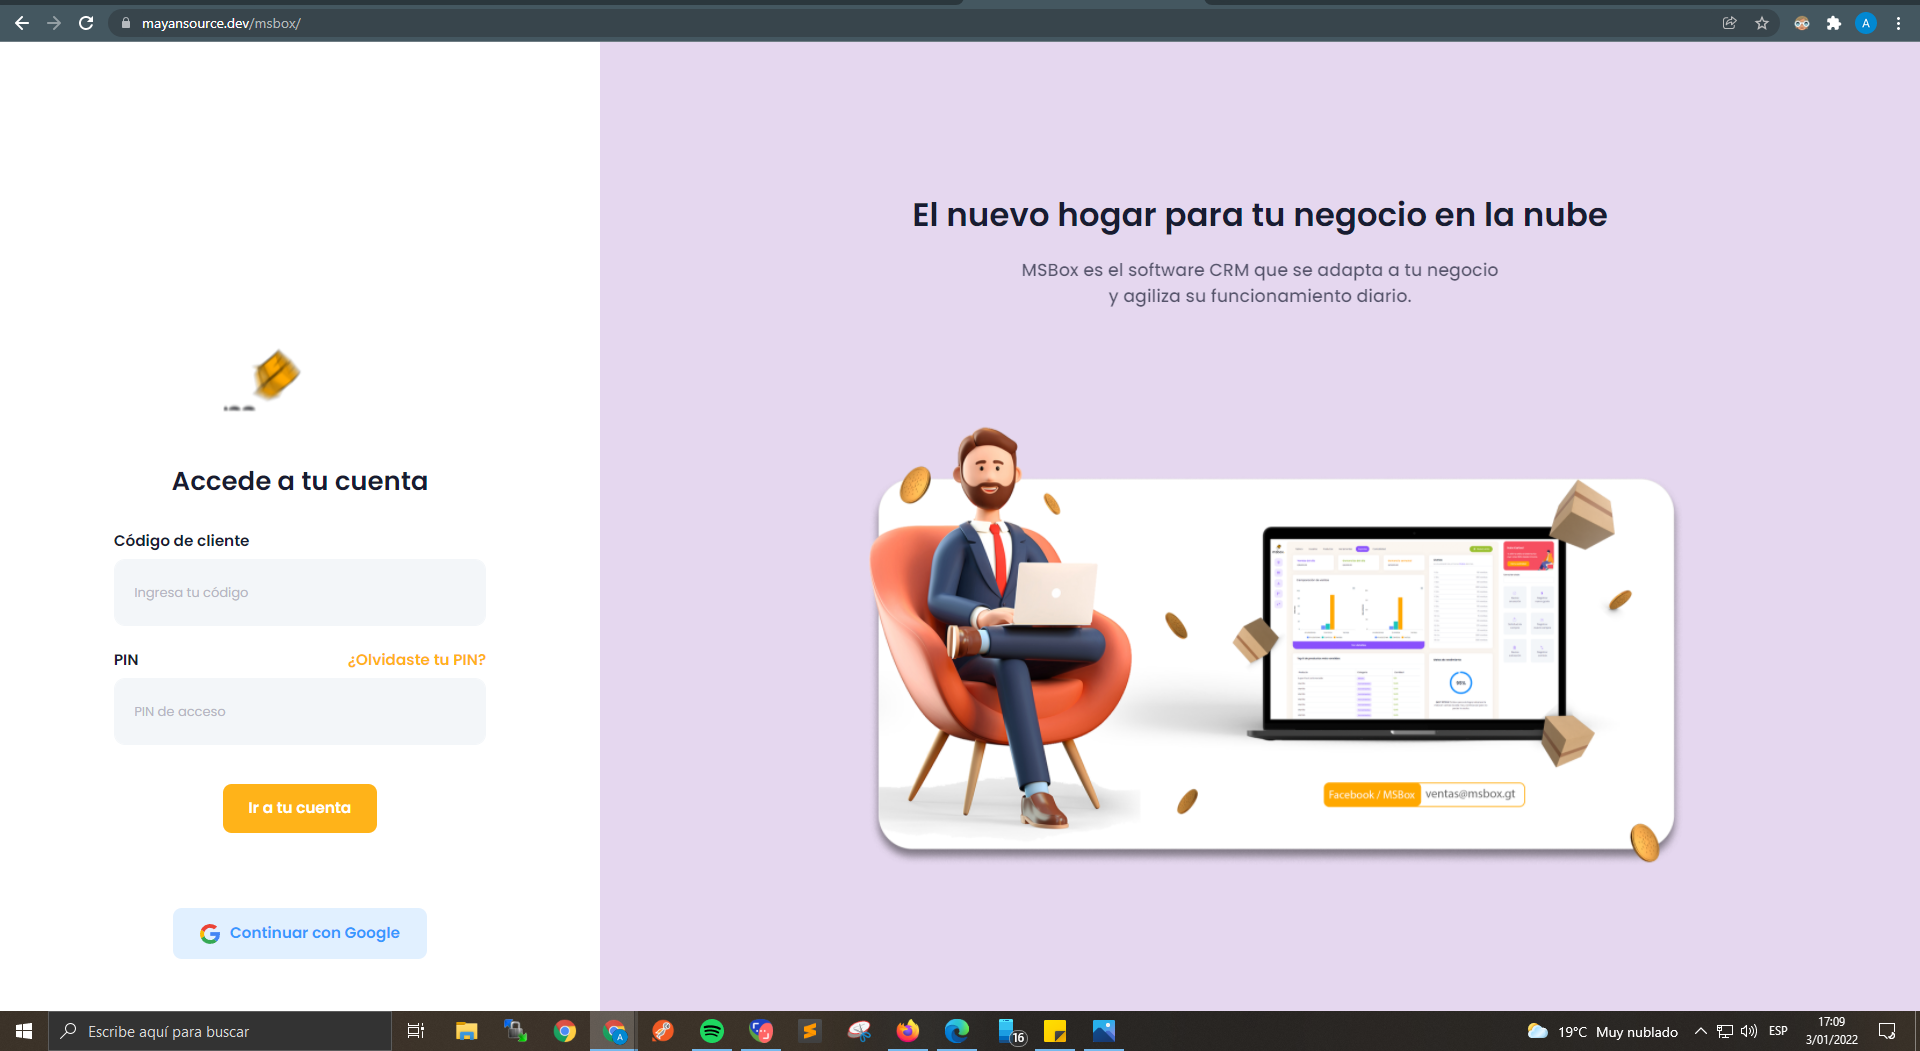 mayansource.dev/msbox/
A
El nuevo hogar para tu negocio en la nube
MSBox es el software CRM que se adapta a tu negocio
y agiliza su funcionamiento diario.
Accede a tu cuenta
Código de cliente
Ingresa tu código
PIN
¿Olvidaste tu PIN?
PIN de acceso
Ir a tu cuenta
Continuar con Google
Facebook / MSBox
ventas@msbox.gt
Escribe aquí para buscar
A
16
19°C Muy nublado
ESP
17:09
3/01/2022